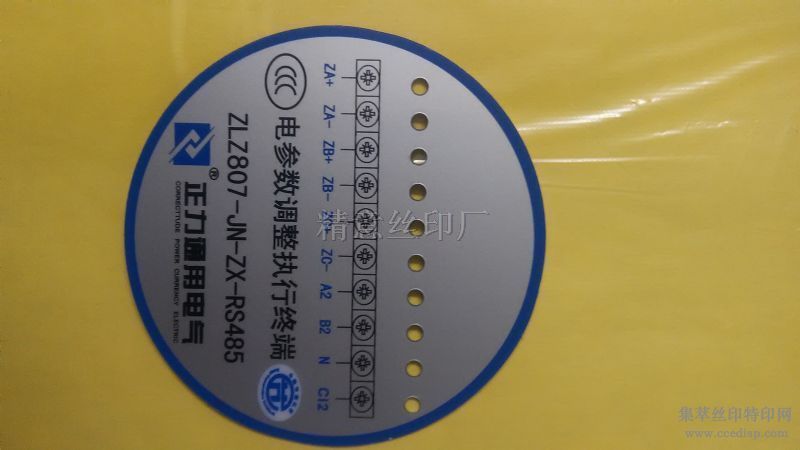 正力通用电气
®
CORRECTTUDE POWER CURRENCY ELECTRIC
ZLZ807-JN-ZX-RS485
CCC
电参数调整执行终端
ZA+
ZA-
ZB+
ZB-
ZC-
A2
B2
N
C12
精意丝印厂
集萃丝印特印网
www.ccedisp.com